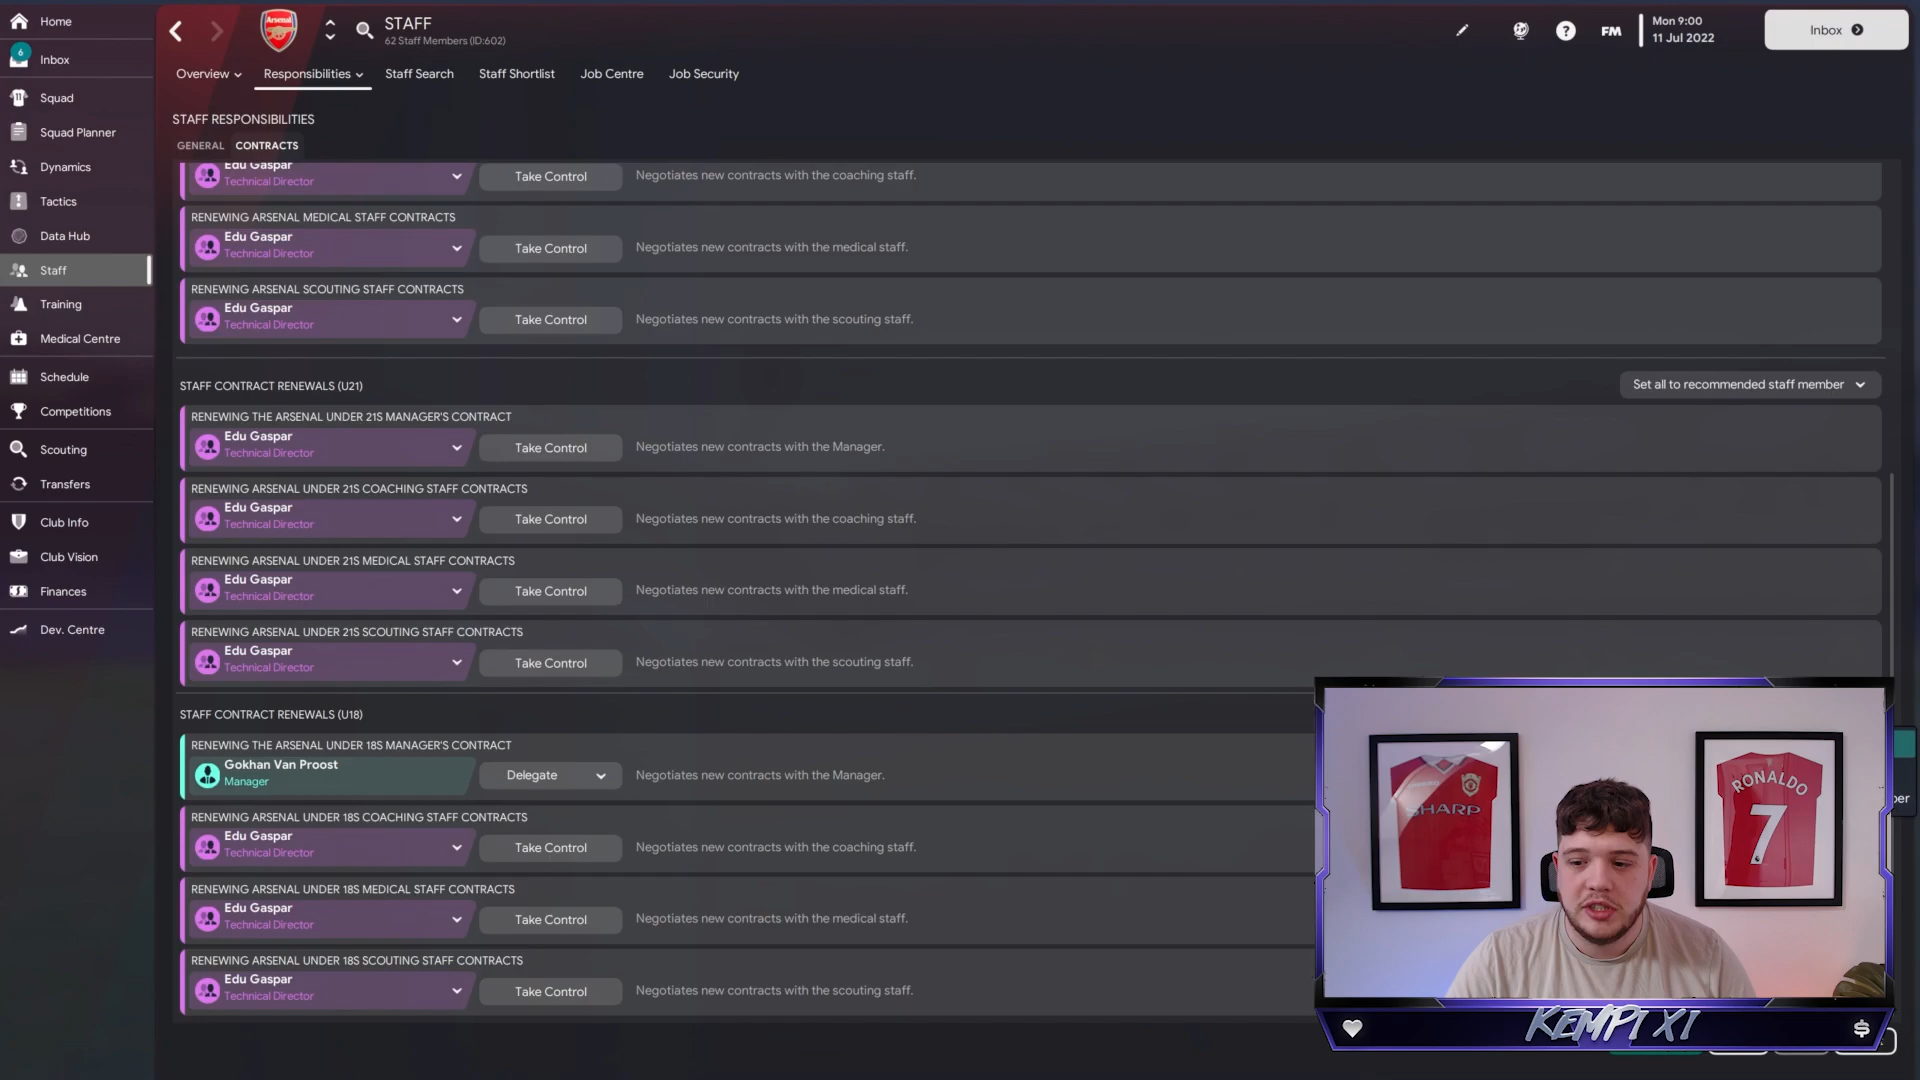 Home
6
Inbox
Squad
Squad Planner
Dynamics
Tactics
Data Hub
Staff
Training
Medical Centre
Schedule
Competitions
Scouting
Transfers
Club Info
Club Vision
Finances
Dev. Centre
Arsenal
STAFF
62 Staff Members (ID:602)
?
FM
Mon 9:00
11 Jul 2022
Inbox
Overview
Responsibilities
Staff Search
Staff Shortlist
Job Centre
Job Security
STAFF RESPONSIBILITIES
GENERAL
CONTRACTS
Edu Gaspar
Technical Director
Take Control
Negotiates new contracts with the coaching staff.
RENEWING ARSENAL MEDICAL STAFF CONTRACTS
Edu Gaspar
Technical Director
Take Control
Negotiates new contracts with the medical staff.
RENEWING ARSENAL SCOUTING STAFF CONTRACTS
Edu Gaspar
Technical Director
Take Control
Negotiates new contracts with the scouting staff.
STAFF CONTRACT RENEWALS (U21)
Set all to recommended staff member
RENEWING THE ARSENAL UNDER 21S MANAGER'S CONTRACT
Edu Gaspar
Technical Director
Take Control
Negotiates new contracts with the Manager.
RENEWING ARSENAL UNDER 21S COACHING STAFF CONTRACTS
Edu Gaspar
Technical Director
Take Control
Negotiates new contracts with the coaching staff.
RENEWING ARSENAL UNDER 21S MEDICAL STAFF CONTRACTS
Edu Gaspar
Technical Director
Take Control
Negotiates new contracts with the medical staff.
RENEWING ARSENAL UNDER 21S SCOUTING STAFF CONTRACTS
Edu Gaspar
Technical Director
Take Control
Negotiates new contracts with the scouting staff.
STAFF CONTRACT RENEWALS (U18)
RENEWING THE ARSENAL UNDER 18S MANAGER'S CONTRACT
Gokhan Van Proost
Manager
Delegate
Negotiates new contracts with the Manager.
RENEWING ARSENAL UNDER 18S COACHING STAFF CONTRACTS
Edu Gaspar
Technical Director
Take Control
Negotiates new contracts with the coaching staff.
RENEWING ARSENAL UNDER 18S MEDICAL STAFF CONTRACTS
Edu Gaspar
Technical Director
Take Control
Negotiates new contracts with the medical staff.
RENEWING ARSENAL UNDER 18S SCOUTING STAFF CONTRACTS
Edu Gaspar
Technical Director
Take Control
Negotiates new contracts with the scouting staff.
SHARP
RONALDO
7
KEMPI XI
$